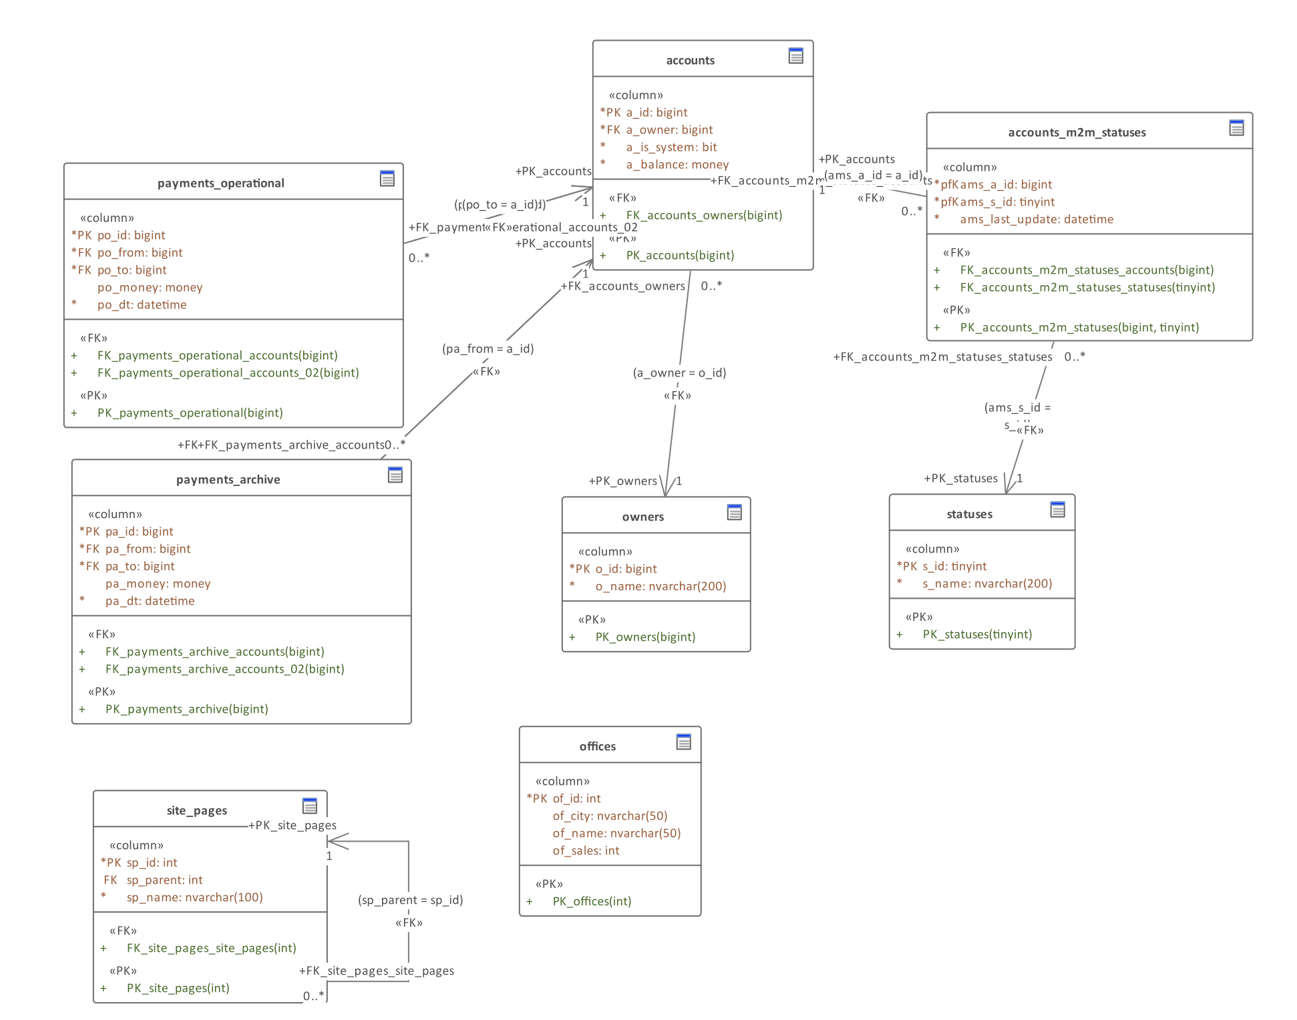 accounts
«column»
*PK a_id: bigint
*FK a_owner: bigint
* a_is_system: bit
* a_balance: money
«FK»
+ FK_accounts_owners(bigint)
«PK»
+ PK_accounts(bigint)
accounts_m2m_statuses
«column»
*pfK ams_a_id: bigint
*pfK ams_s_id: tinyint
* ams_last_update: datetime
«FK»
+ FK_accounts_m2m_statuses_accounts(bigint)
+ FK_accounts_m2m_statuses_statuses(tinyint)
«PK»
+ PK_accounts_m2m_statuses(bigint, tinyint)
+PK_accounts
(ams_a_id = a_id)
1
«FK»
0..*
payments_operational
«column»
*PK po_id: bigint
*FK po_from: bigint
*FK po_to: bigint
po_money: money
* po_dt: datetime
«FK»
+ FK_payments_operational_accounts(bigint)
+ FK_payments_operational_accounts_02(bigint)
«PK»
+ PK_payments_operational(bigint)
+PK_accounts
(po_to = a_id)
1
«FK»
0..*
+PK_accounts
1
+FK_accounts_owners
0..*
(pa_from = a_id)
«FK»
+FK_payments_archive_accounts
0..*
(a_owner = o_id)
«FK»
+PK_owners
1
+FK_accounts_m2m_statuses_statuses
0..*
(ams_s_id =
«FK»
+PK_statuses
1
payments_archive
«column»
*PK pa_id: bigint
*FK pa_from: bigint
*FK pa_to: bigint
pa_money: money
* pa_dt: datetime
«FK»
+ FK_payments_archive_accounts(bigint)
+ FK_payments_archive_accounts_02(bigint)
«PK»
+ PK_payments_archive(bigint)
owners
«column»
*PK o_id: bigint
* o_name: nvarchar(200)
«PK»
+ PK_owners(bigint)
statuses
«column»
*PK s_id: tinyint
* s_name: nvarchar(200)
«PK»
+ PK_statuses(tinyint)
offices
«column»
*PK of_id: int
of_city: nvarchar(50)
of_name: nvarchar(50)
of_sales: int
«PK»
+ PK_offices(int)
site_pages
«column»
*PK sp_id: int
FK sp_parent: int
* sp_name: nvarchar(100)
«FK»
+ FK_site_pages_site_pages(int)
«PK»
+ PK_site_pages(int)
+PK_site_pages
1
(sp_parent = sp_id)
«FK»
+FK_site_pages_site_pages
0..*